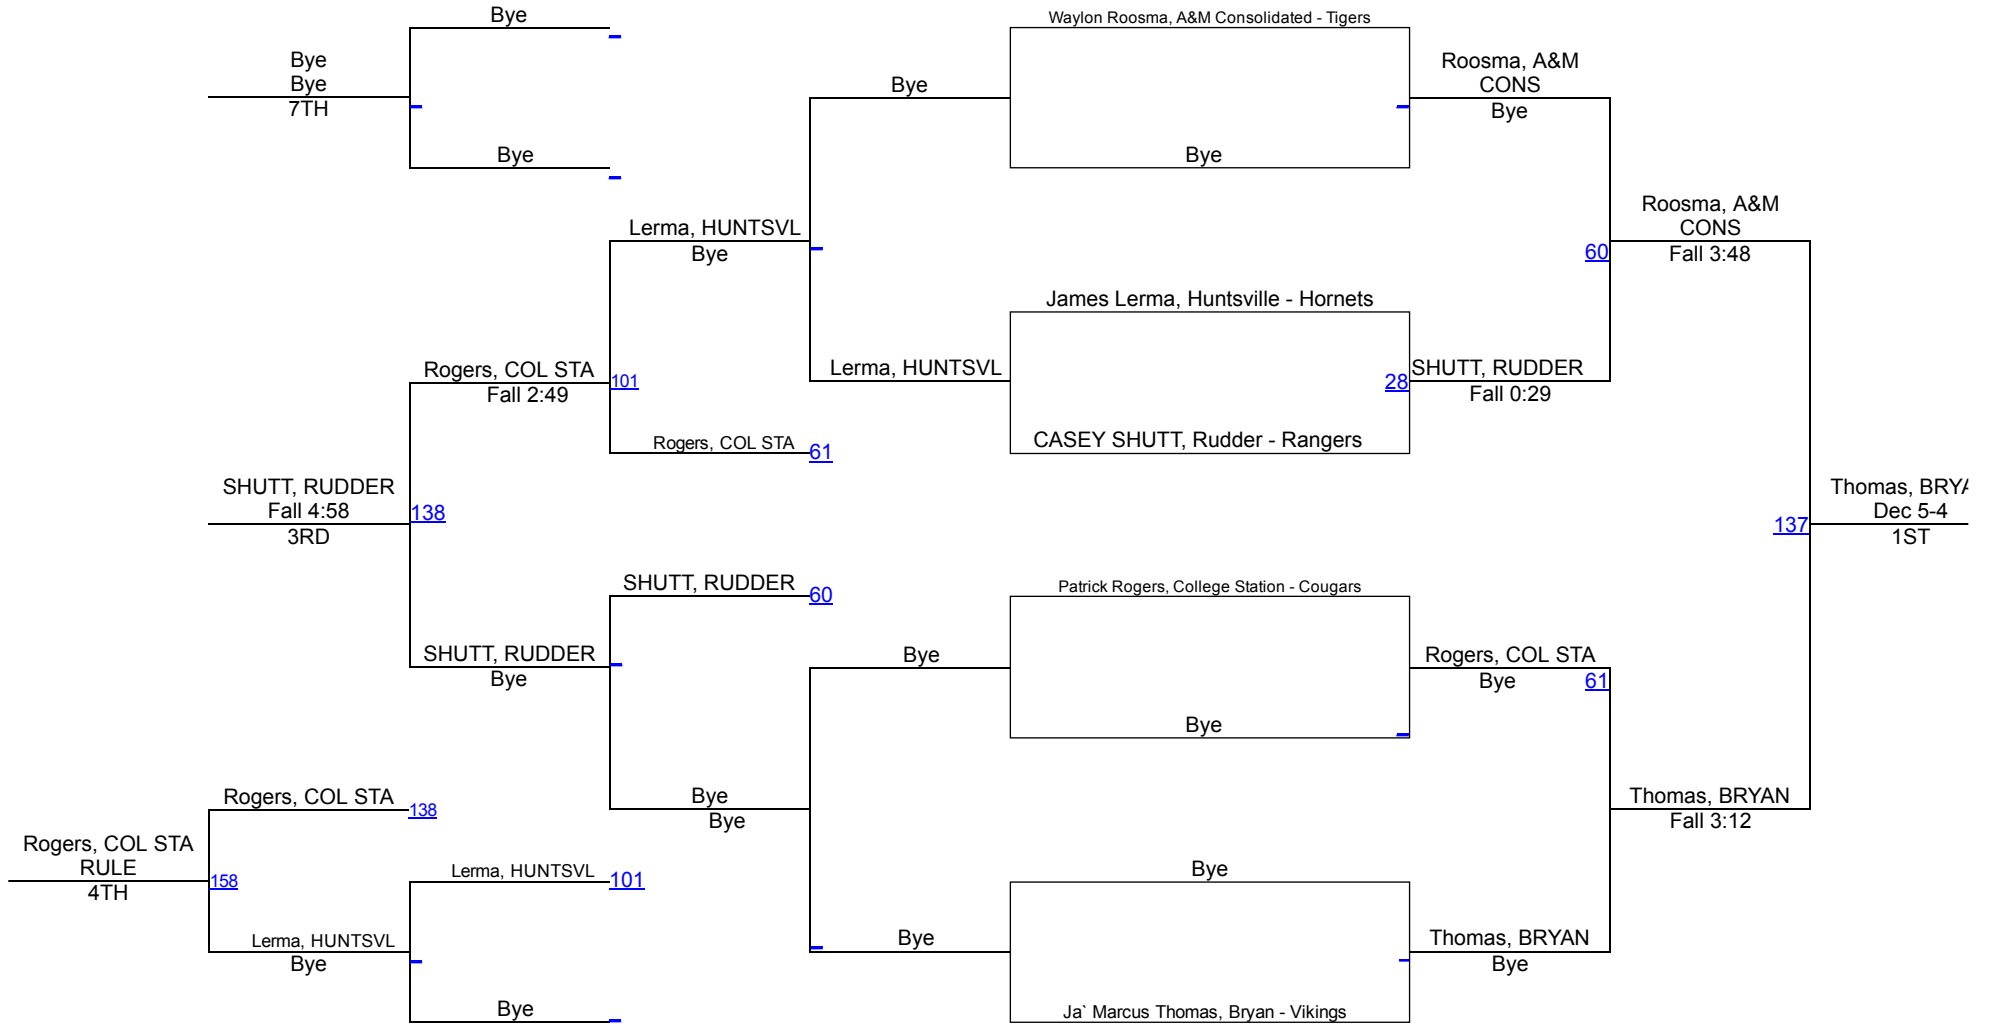 Bye
Waylon Roosma, A&M Consolidated - Tigers
Bye
Bye
7TH
Bye
Roosma, A&M
CONS
Bye
Bye
Bye
Lerma, HUNTSVL
Bye
Roosma, A&M
CONS
Fall 3:48
60
James Lerma, Huntsville - Hornets
Rogers, COL STA
Fall 2:49
101
Lerma, HUNTSVL
28
SHUTT, RUDDER
Fall 0:29
Rogers, COL STA
61
CASEY SHUTT, Rudder - Rangers
SHUTT, RUDDER
Fall 4:58
3RD
138
137
Thomas, BRYA
Dec 5-4
1ST
SHUTT, RUDDER
60
Patrick Rogers, College Station - Cougars
SHUTT, RUDDER
Bye
Bye
Rogers, COL STA
Bye
61
Bye
Rogers, COL STA
138
Bye
Bye
Thomas, BRYAN
Fall 3:12
Rogers, COL STA
RULE
4TH
158
Lerma, HUNTSVL
101
Bye
Lerma, HUNTSVL
Bye
Bye
Thomas, BRYAN
Bye
Bye
Ja` Marcus Thomas, Bryan - Vikings